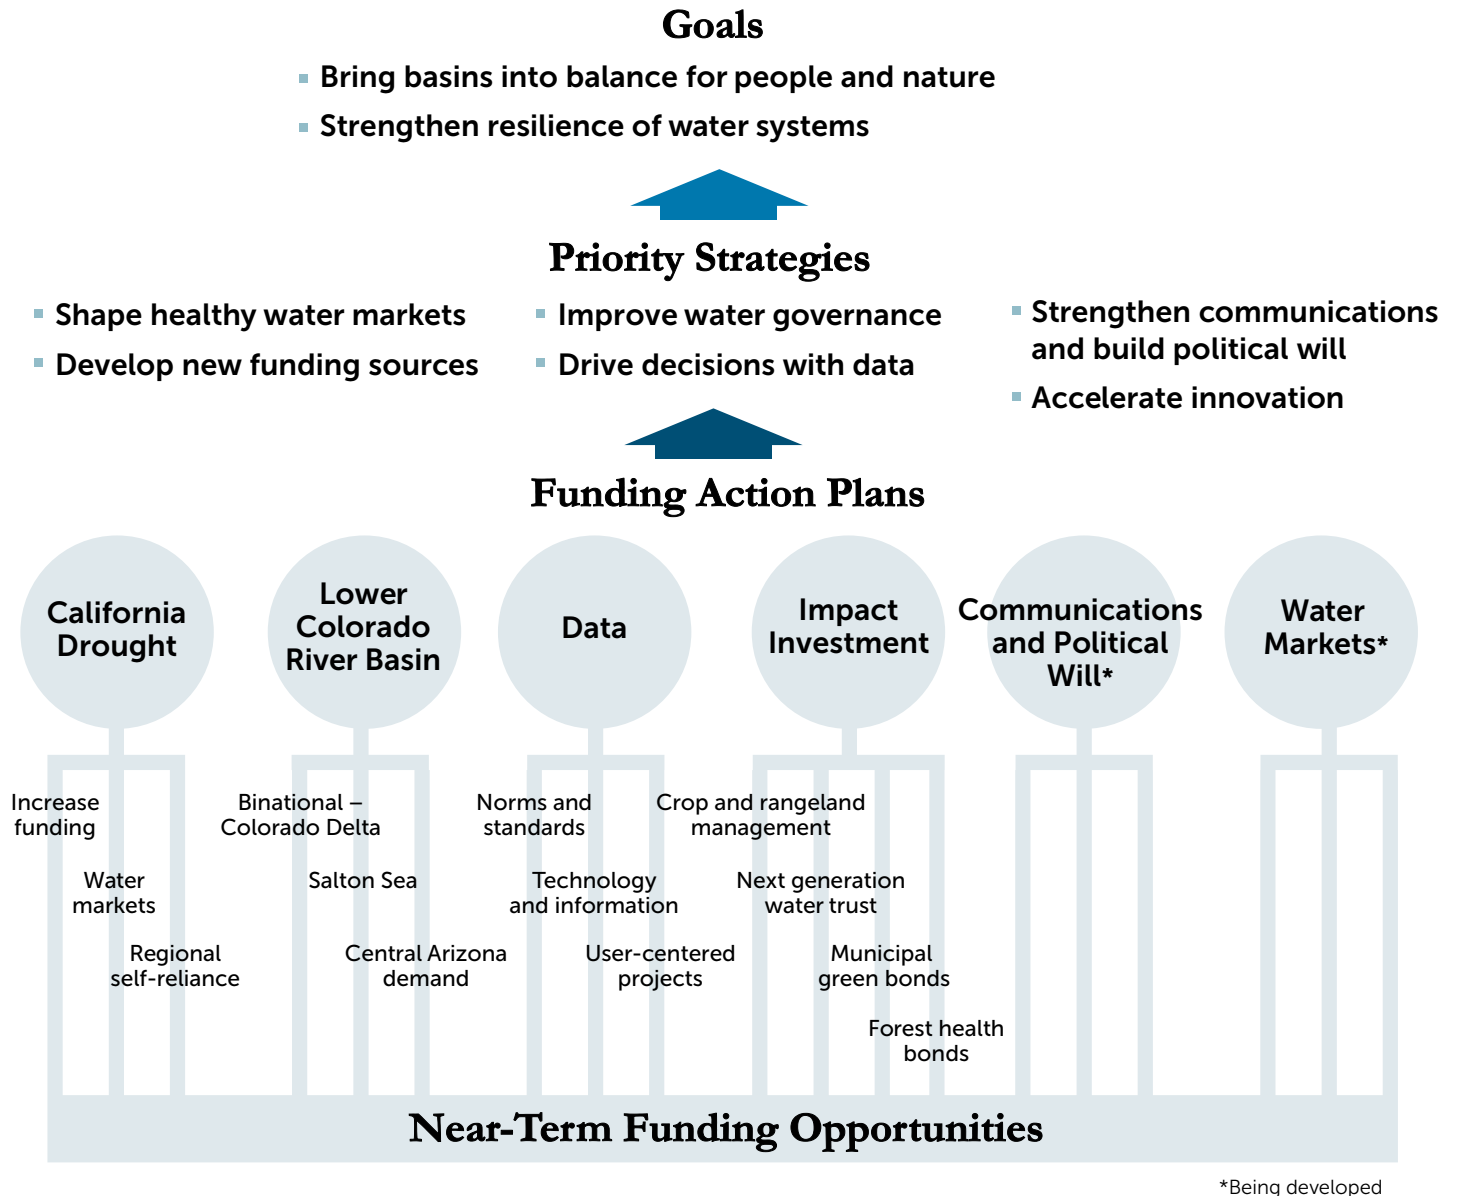 Goals
Bring basins into balance for people and nature
Strengthen resilience of water systems
Priority Strategies
Shape healthy water markets
Develop new funding sources
Improve water governance
Drive decisions with data
Strengthen communications
and build political will
Accelerate innovation
Funding Action Plans
California
Drought
Lower
Colorado
River Basin
Data
Impact
Investment
Communications
and Political
Will*
Water
Markets*
Increase
funding
Water
markets
Regional
self-reliance
Binational –
Colorado Delta
Salton Sea
Central Arizona
demand
Norms and
standards
Technology
and information
User-centered
projects
Crop and rangeland
management
Next generation
water trust
Municipal
green bonds
Forest health
bonds
Near-Term Funding Opportunities
*Being developed